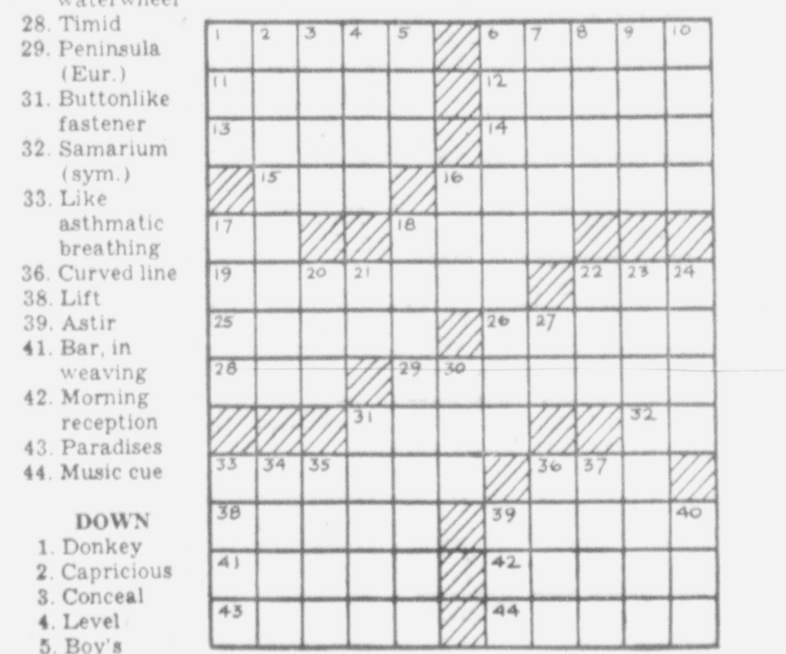 waterwheel
28. Timid
29. Peninsula
(Eur.)
31. Buttonlike
fastener
32. Samarium
(sym.)
33. Like
asthmatic
breathing
36. Curved line
38. Lift
39. Astir
41. Bar, in
weaving
42. Morning
reception
43. Paradises
44. Music cue
DOWN
1. Donkey
2. Capricious
3. Conceal
4. Level
5. Boy's
1 2 3 4 5 6 7 8 9 10
11 12
13 14
15 16
17 18
19 20 21 22 23 24
25 26 27
28 29 30
31 32
33 34 35 36 37
38 39 40
41 42
43 44